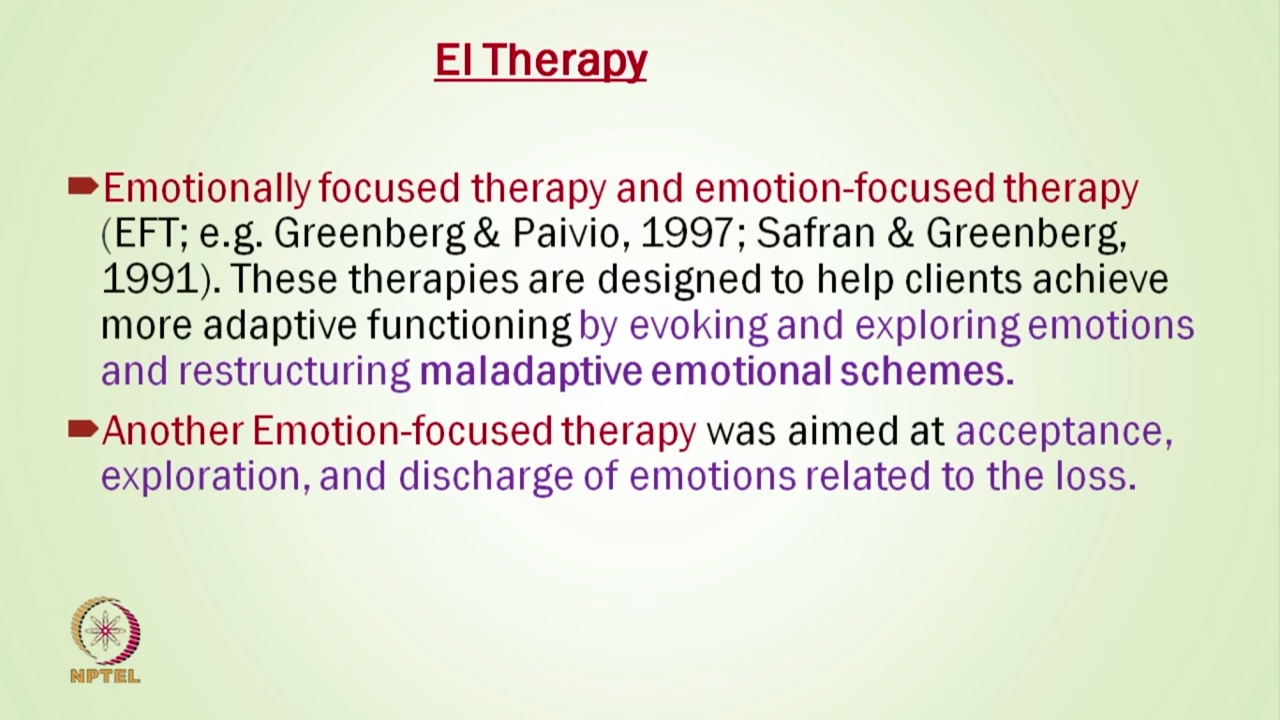 EI Therapy
Emotionally focused therapy and emotion-focused therapy
(EFT; e.g. Greenberg & Paivio, 1997; Safran & Greenberg,
1991). These therapies are designed to help clients achieve
more adaptive functioning by evoking and exploring emotions
and restructuring maladaptive emotional schemes.
Another Emotion-focused therapy was aimed at acceptance,
exploration, and discharge of emotions related to the loss.
NPTEL